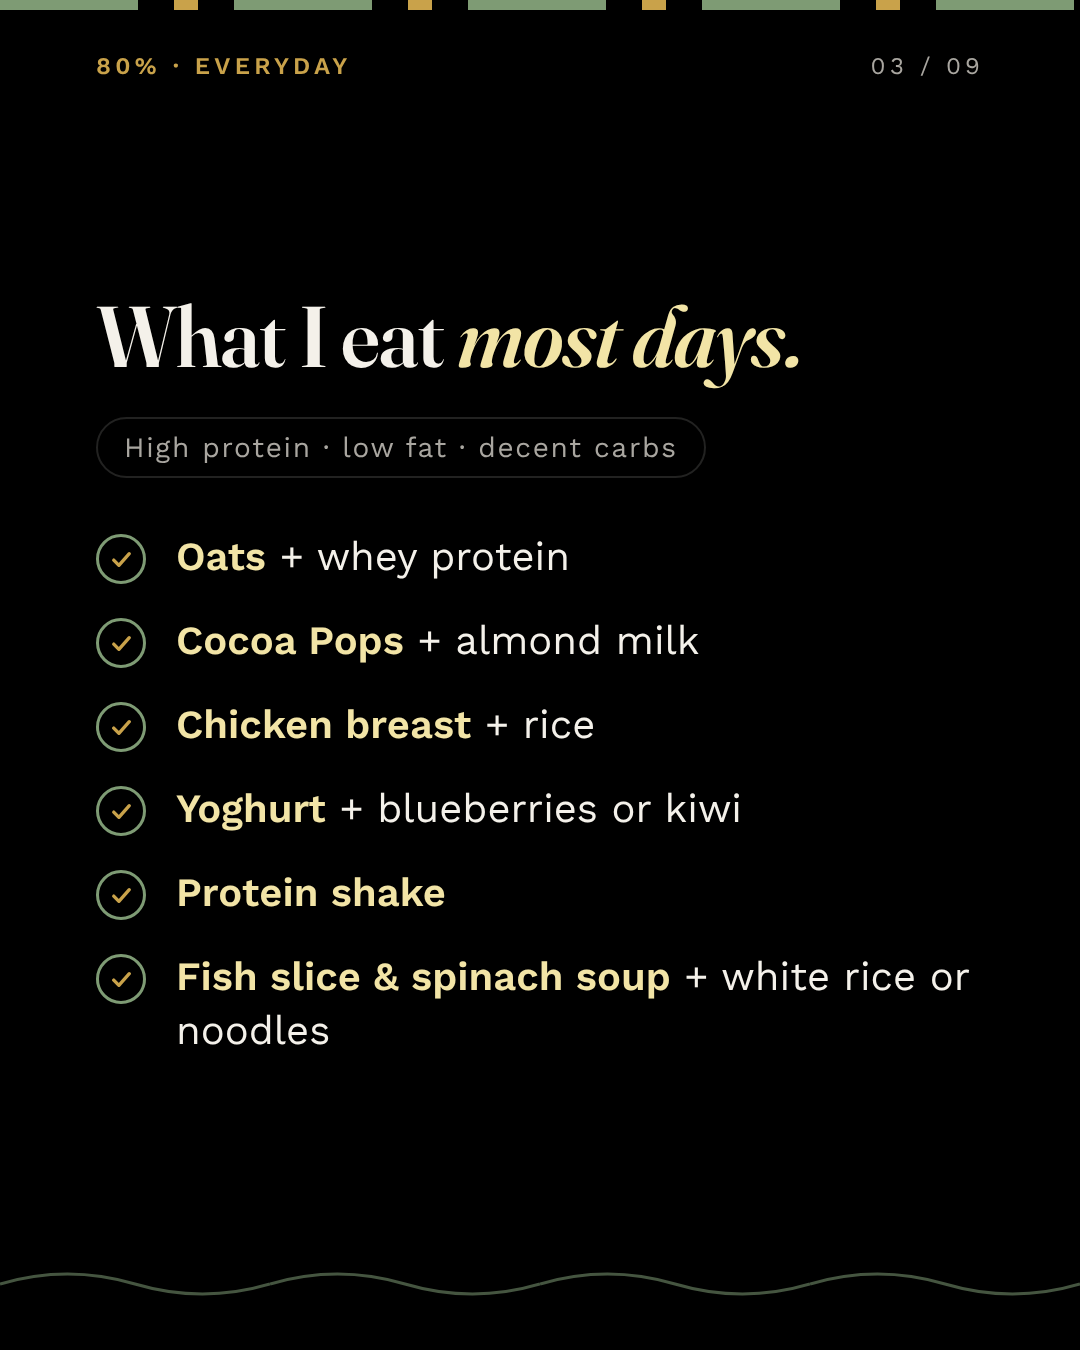 80% · EVERYDAY
03 / 09
What I eat most days.
High protein · low fat · decent carbs
Oats + whey protein
Cocoa Pops + almond milk
Chicken breast + rice
Yoghurt + blueberries or kiwi
Protein shake
Fish slice & spinach soup + white rice or
noodles